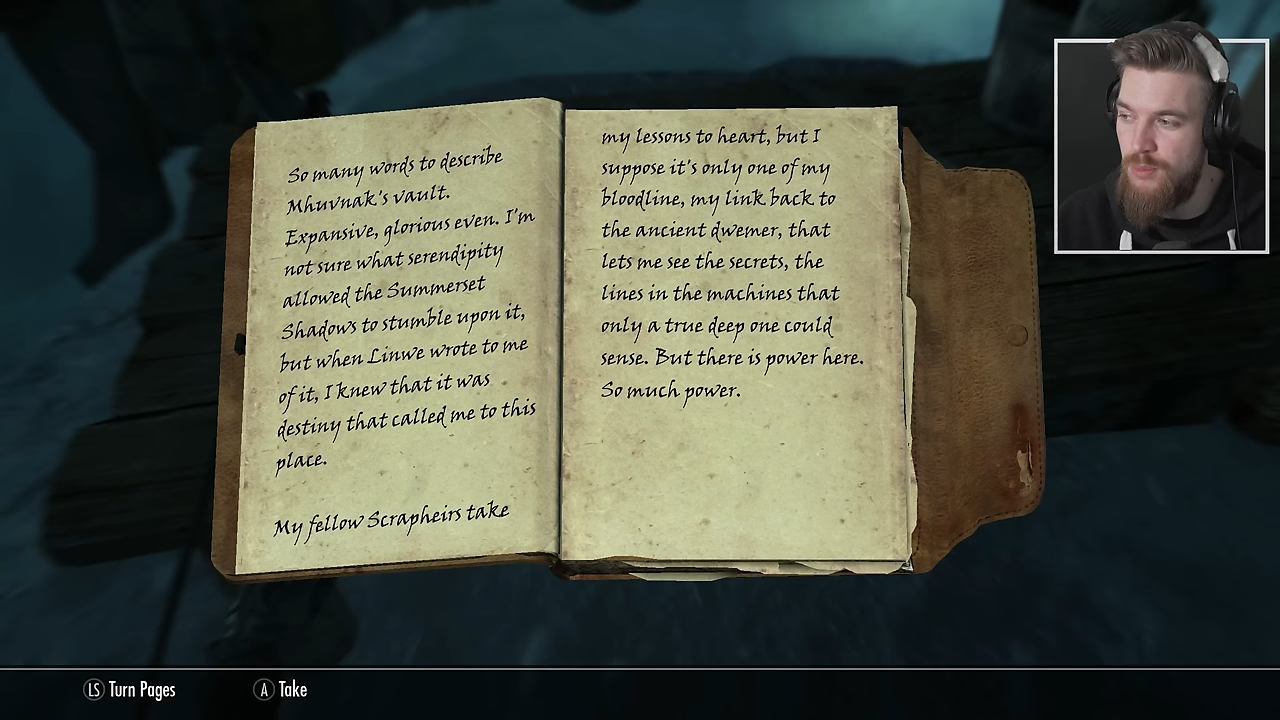 So many words to describe
Mhuvnak's vault.
Expansive, glorious even. I'm
not sure what serendipity
allowed the Summerset
Shadows to stumble upon it,
but when Linwe wrote to me
of it, I knew that it was
destiny that called me to this
place.
My fellow Scrapheirs take
my lessons to heart, but I
suppose it's only one of my
bloodline, my link back to
the ancient dwemer, that
lets me see the secrets, the
lines in the machines that
only a true deep one could
sense. But there is power here.
So much power.
LS Turn Pages
A Take